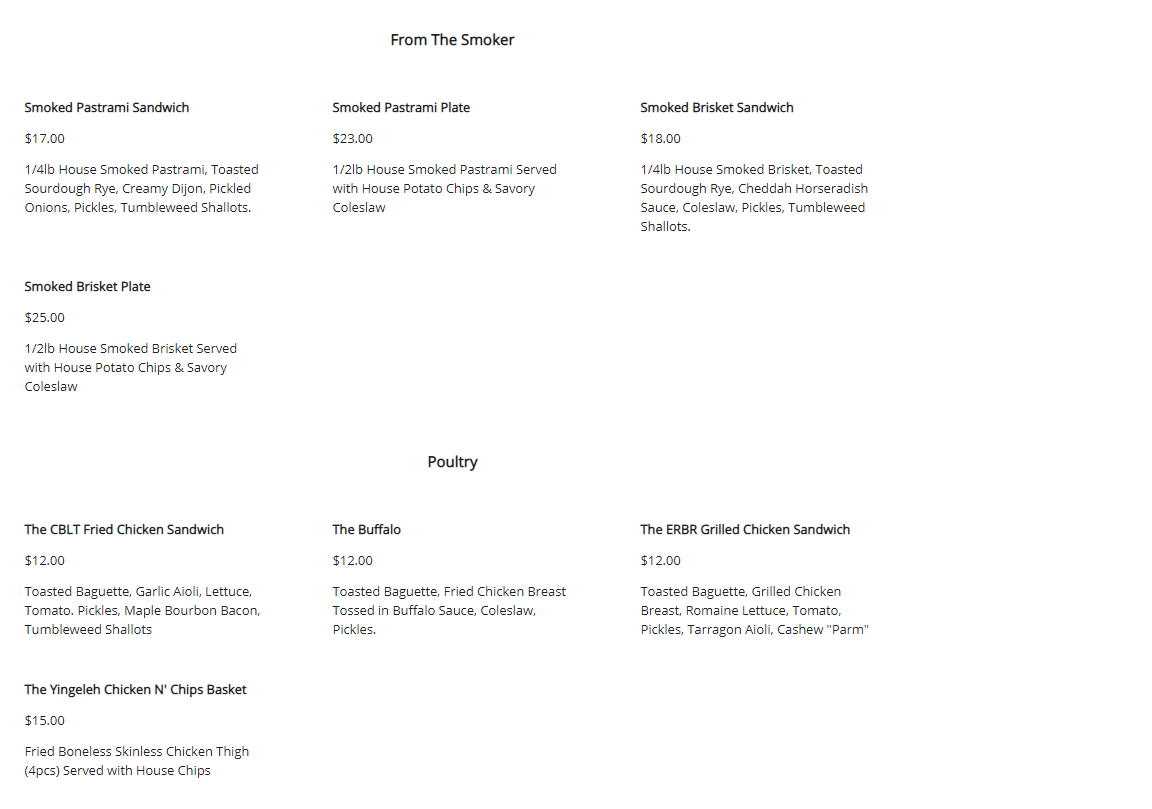 From The Smoker
Smoked Pastrami Sandwich
$17.00
1/4lb House Smoked Pastrami, Toasted
Sourdough Rye, Creamy Dijon, Pickled
Onions, Pickles, Tumbleweed Shallots.
Smoked Pastrami Plate
$23.00
1/2lb House Smoked Pastrami Served
with House Potato Chips & Savory
Coleslaw
Smoked Brisket Sandwich
$18.00
1/4lb House Smoked Brisket, Toasted
Sourdough Rye, Cheddah Horseradish
Sauce, Coleslaw, Pickles, Tumbleweed
Shallots.
Smoked Brisket Plate
$25.00
1/2lb House Smoked Brisket Served
with House Potato Chips & Savory
Coleslaw
Poultry
The CBLT Fried Chicken Sandwich
$12.00
Toasted Baguette, Garlic Aioli, Lettuce,
Tomato. Pickles, Maple Bourbon Bacon,
Tumbleweed Shallots
The Buffalo
$12.00
Toasted Baguette, Fried Chicken Breast
Tossed in Buffalo Sauce, Coleslaw,
Pickles.
The ERBR Grilled Chicken Sandwich
$12.00
Toasted Baguette, Grilled Chicken
Breast, Romaine Lettuce, Tomato,
Pickles, Tarragon Aioli, Cashew "Parm"
The Yingeleh Chicken N' Chips Basket
$15.00
Fried Boneless Skinless Chicken Thigh
(4pcs) Served with House Chips